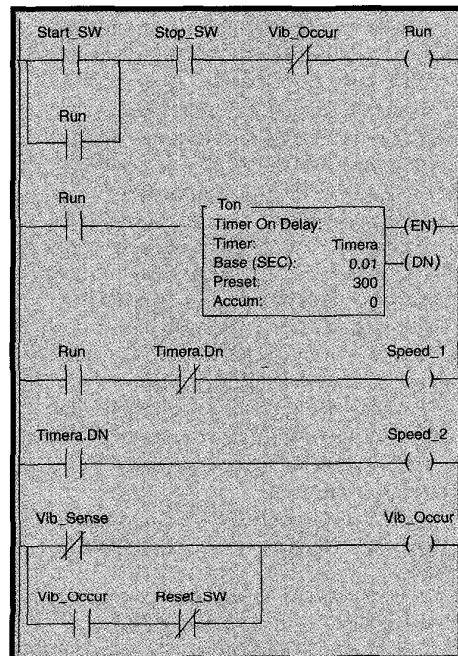 Start_SW Stop_SW Vib_Occur Run
Run
Run
Ton
Timer On Delay: (EN)
Timer: Timera
Base (SEC): 0.01 (DN)
Preset: 300
Accum: 0
Run Timera.Dn Speed_1
Timera.DN Speed_2
Vib_Sense Vib_Occur
Vib_Occur Reset_SW